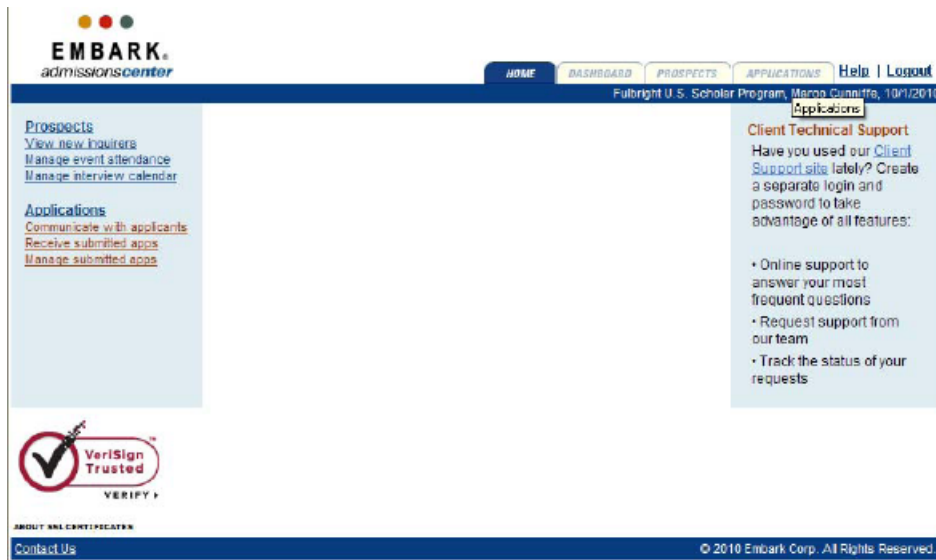 EMBARK.
admissionscenter
HOME DASHBOARD PROSPECTS APPLICATIONS Help | Logout
Fulbright U.S. Scholar Program, Cunniffe, 10/1/2010
Applications
Prospects
View new inquirers
Manage event attendance
Manage interview calendar
Applications
Communicate with applicants
Receive submitted apps
Manage submitted apps
Client Technical Support
Have you used our Client
Support site lately? Create
a separate login and
password to take
advantage of all features:
• Online support to
answer your most
frequent questions
• Request support from
our team
• Track the status of your
requests
VeriSign
Trusted
™
VERIFY
ABOUT SSL CERTIFICATES
Contact Us © 2010 Embark Corp. All Rights Reserved